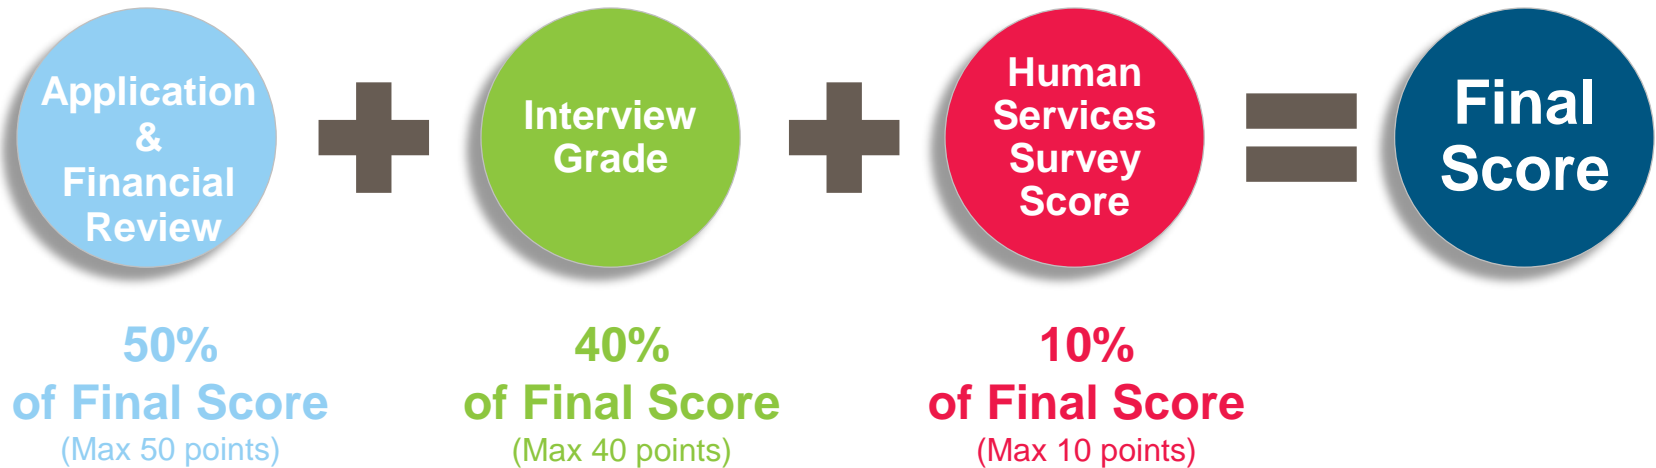 Application
&
Financial
Review
Interview
Grade
Human
Services
Survey
Score
Final
Score
50%
of Final Score
(Max 50 points)
40%
of Final Score
(Max 40 points)
10%
of Final Score
(Max 10 points)